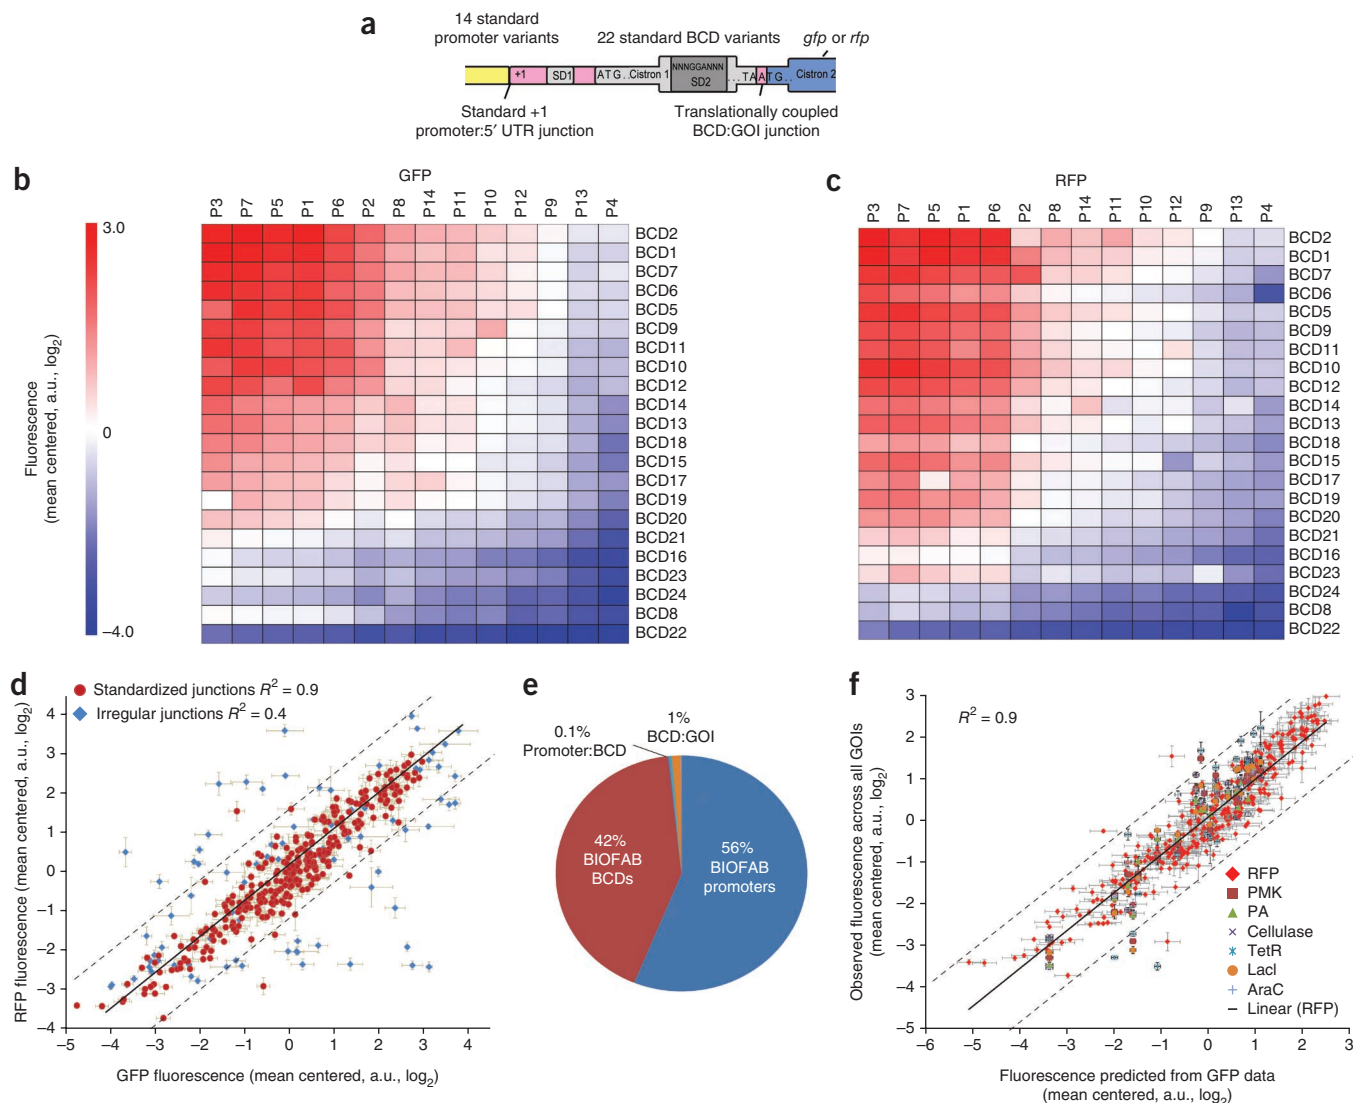 a
14 standard
promoter variants
22 standard BCD variants
gfp or rfp
+1
SD1
ATG..Cistron 1
NNNGGANNN
SD2
...TAATG..
Cistron 2
Standard +1
promoter:5′ UTR junction
Translationally coupled
BCD:GOI junction
b
GFP
P3 P7 P5 P1 P6 P2 P8 P14 P11 P10 P12 P9 P13 P4
Fluorescence
(mean centered, a.u., log2)
3.0
0
–4.0
BCD2
BCD1
BCD7
BCD6
BCD5
BCD9
BCD11
BCD10
BCD12
BCD14
BCD13
BCD18
BCD15
BCD17
BCD19
BCD20
BCD21
BCD16
BCD23
BCD24
BCD8
BCD22
c
RFP
P3 P7 P5 P1 P6 P2 P8 P14 P11 P10 P12 P9 P13 P4
BCD2
BCD1
BCD7
BCD6
BCD5
BCD9
BCD11
BCD10
BCD12
BCD14
BCD13
BCD18
BCD15
BCD17
BCD19
BCD20
BCD21
BCD16
BCD23
BCD24
BCD8
BCD22
d
Standardized junctions R2 = 0.9
Irregular junctions R2 = 0.4
RFP fluorescence (mean centered, a.u., log2)
4
3
2
1
0
–1
–2
–3
–4
–5 –4 –3 –2 –1 0 1 2 3 4
GFP fluorescence (mean centered, a.u., log2)
e
0.1%
Promoter:BCD
1%
BCD:GOI
42%
BIOFAB
BCDs
56%
BIOFAB
promoters
f
R2 = 0.9
Observed fluorescence across all GOIs
(mean centered, a.u., log2)
3
2
1
0
–1
–2
–3
–4
–5
RFP
PMK
PA
Cellulase
TetR
LacI
AraC
Linear (RFP)
–6 –5 –4 –3 –2 –1 0 1 2 3
Fluorescence predicted from GFP data
(mean centered, a.u., log2)